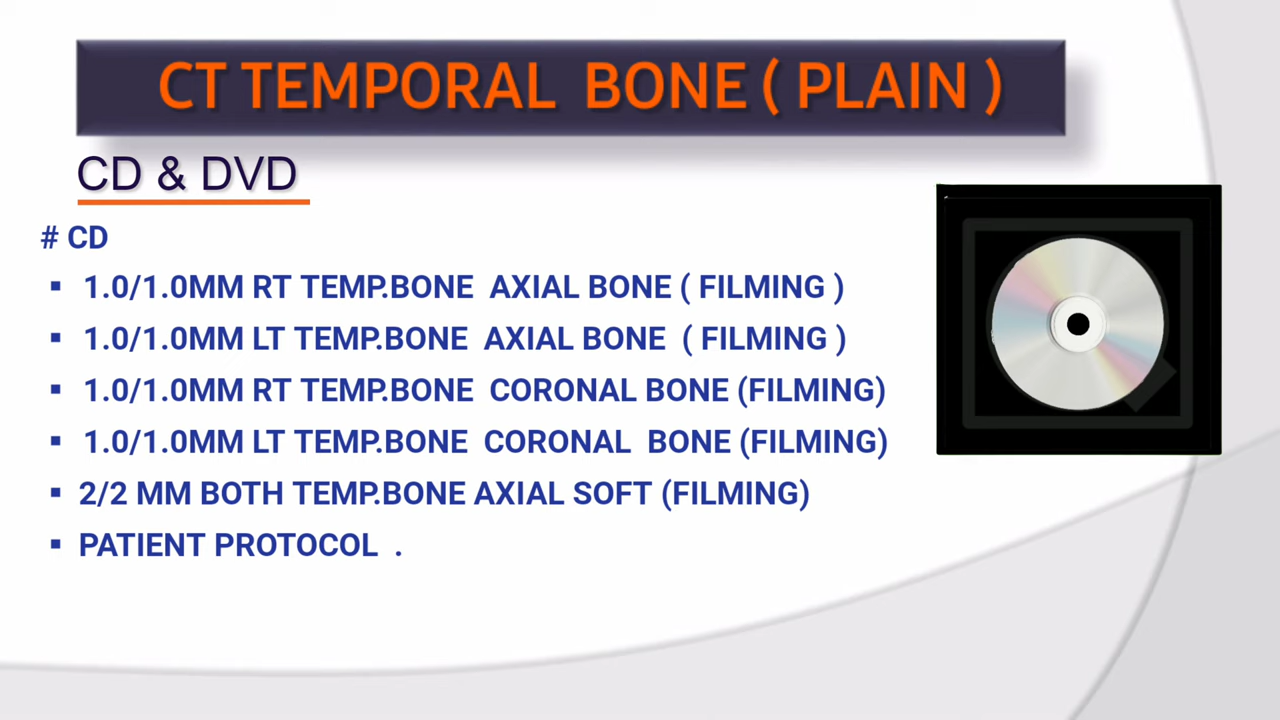 CT TEMPORAL BONE ( PLAIN )
CD & DVD
# CD
▪ 1.0/1.0MM RT TEMP.BONE AXIAL BONE ( FILMING )
▪ 1.0/1.0MM LT TEMP.BONE AXIAL BONE ( FILMING )
▪ 1.0/1.0MM RT TEMP.BONE CORONAL BONE (FILMING)
▪ 1.0/1.0MM LT TEMP.BONE CORONAL BONE (FILMING)
▪ 2/2 MM BOTH TEMP.BONE AXIAL SOFT (FILMING)
▪ PATIENT PROTOCOL .